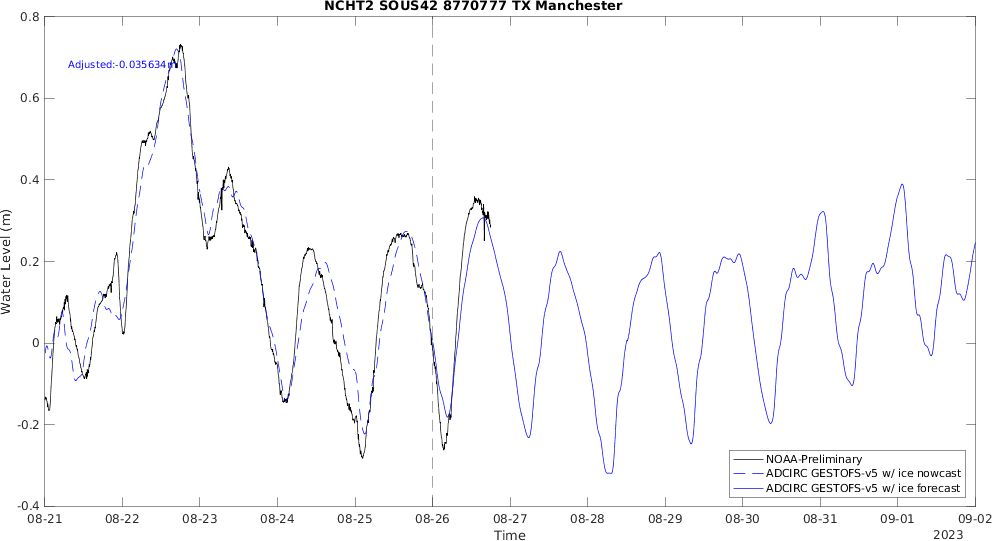 NCHT2 SOUS42 8770777 TX Manchester
Adjusted:-0.035634m
Water Level (m)
0.8
0.6
0.4
0.2
0
-0.2
-0.4
08-21 08-22 08-23 08-24 08-25 08-26 08-27 08-28 08-29 08-30 08-31 09-01 09-02
Time
2023
NOAA-Preliminary
ADCIRC GESTOFS-v5 w/ ice nowcast
ADCIRC GESTOFS-v5 w/ ice forecast